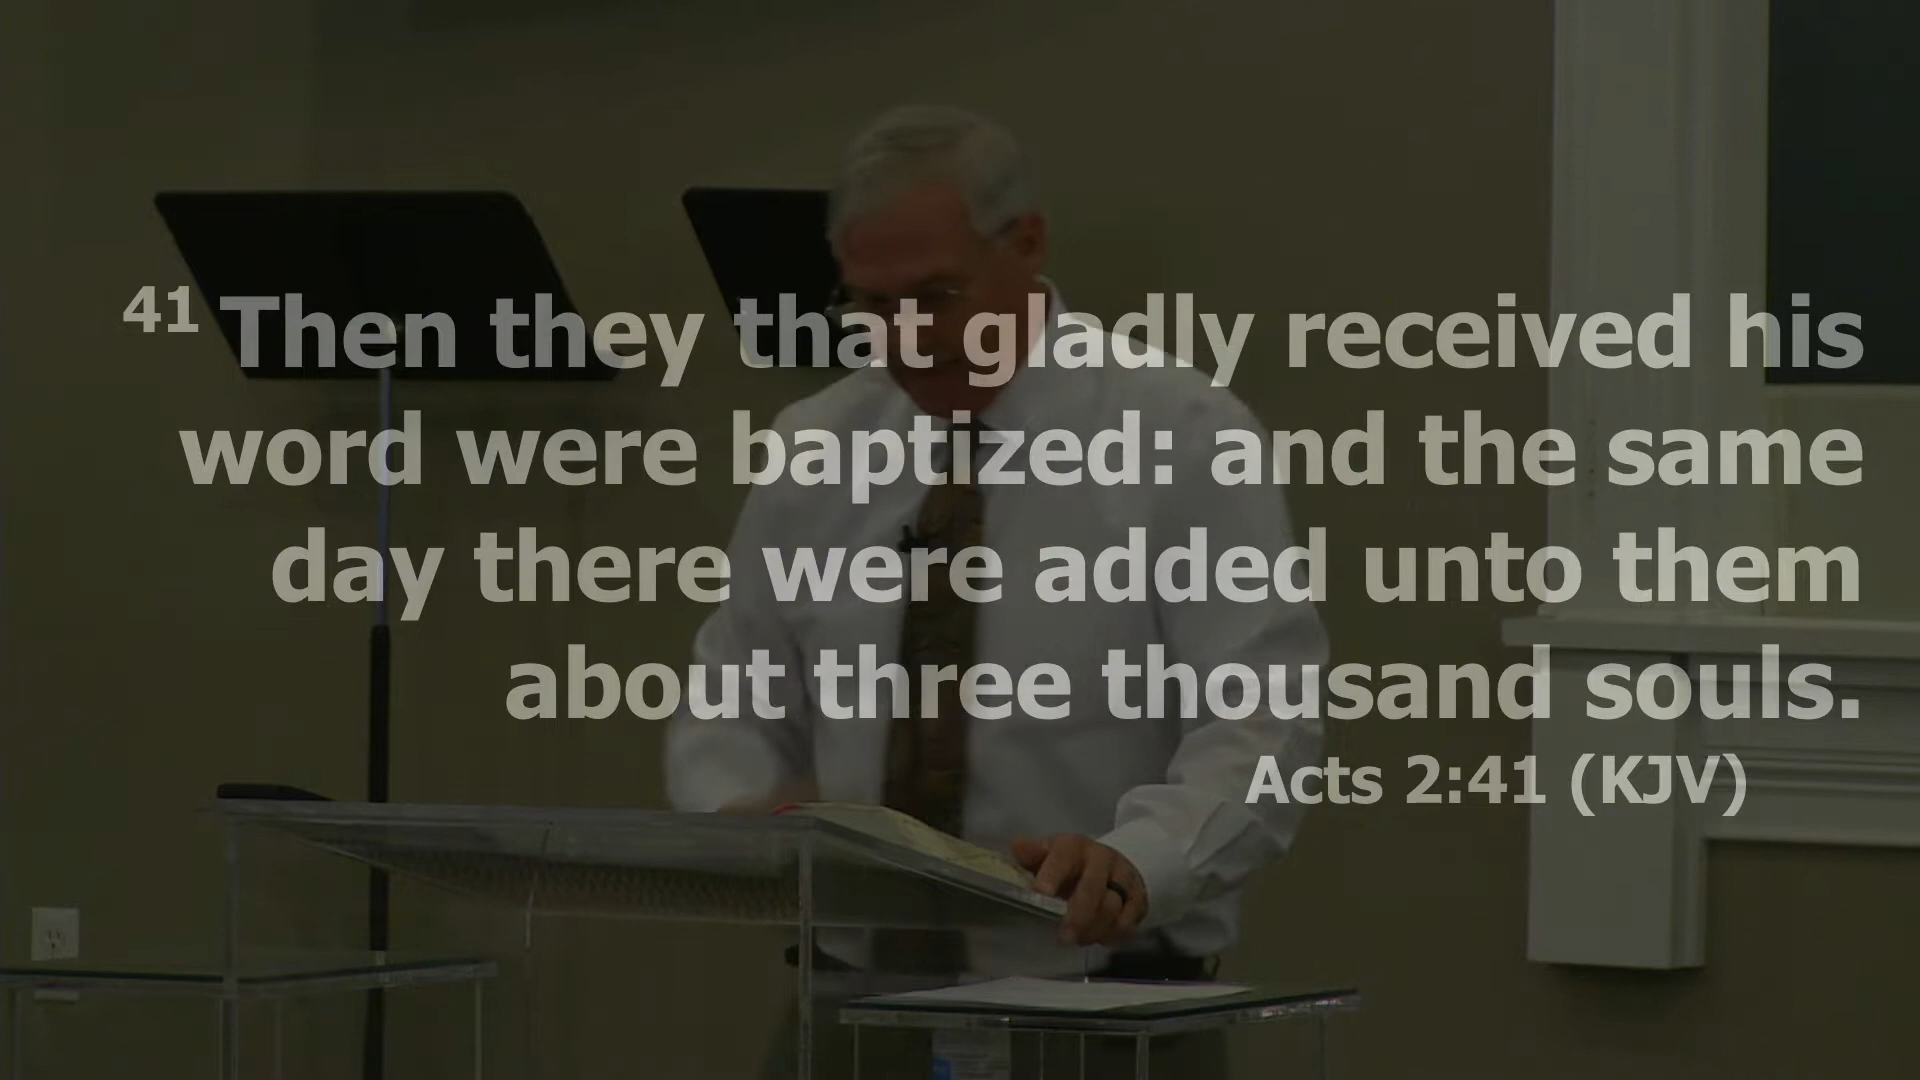 41 Then they that gladly received his
word were baptized: and the same
day there were added unto them
about three thousand souls.
Acts 2:41 (KJV)